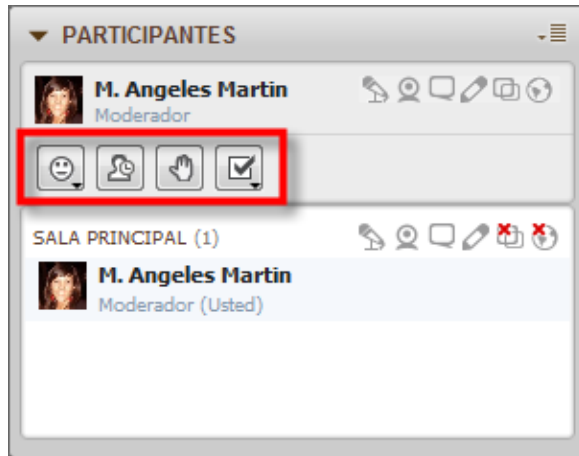 PARTICIPANTES
M. Angeles Martin
Moderador
SALA PRINCIPAL (1)
M. Angeles Martin
Moderador (Usted)